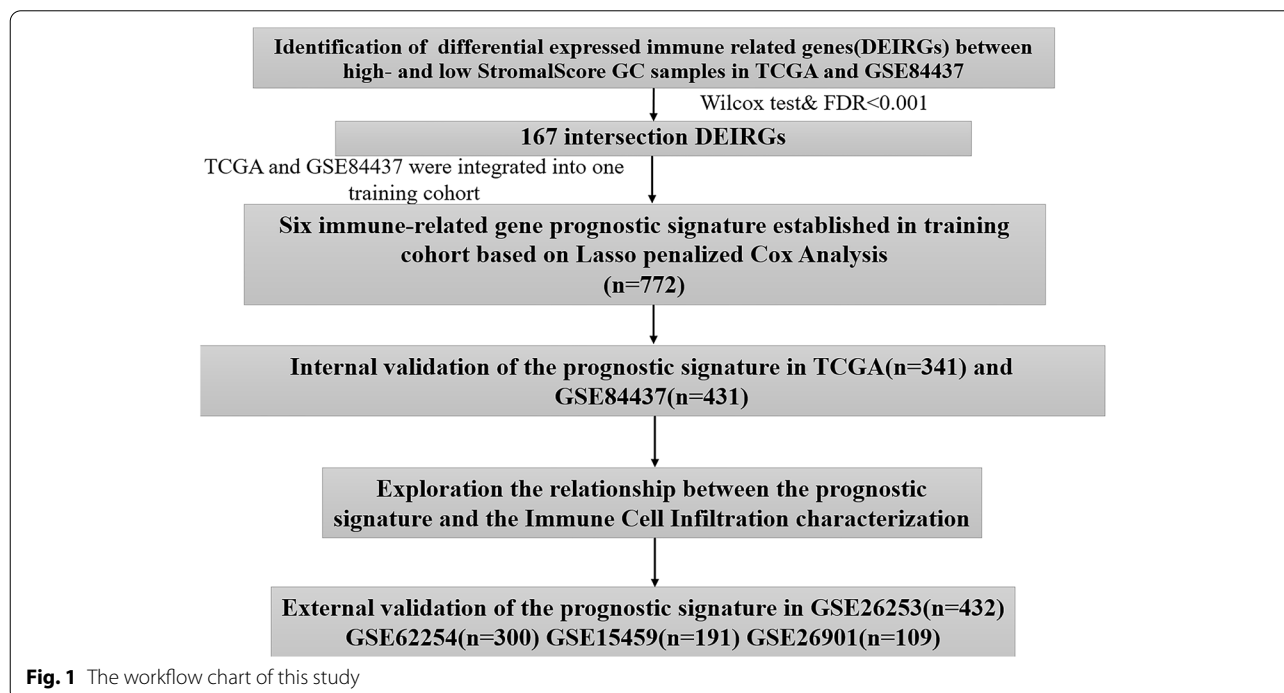 Identification of differential expressed immune related genes(DEIRGs) between
high- and low StromalScore GC samples in TCGA and GSE84437
Wilcox test& FDR<0.001
167 intersection DEIRGs
TCGA and GSE84437 were integrated into one
training cohort
Six immune-related gene prognostic signature established in training
cohort based on Lasso penalized Cox Analysis
(n=772)
Internal validation of the prognostic signature in TCGA(n=341) and
GSE84437(n=431)
Exploration the relationship between the prognostic
signature and the Immune Cell Infiltration characterization
External validation of the prognostic signature in GSE26253(n=432)
GSE62254(n=300) GSE15459(n=191) GSE26901(n=109)
Fig. 1 The workflow chart of this study